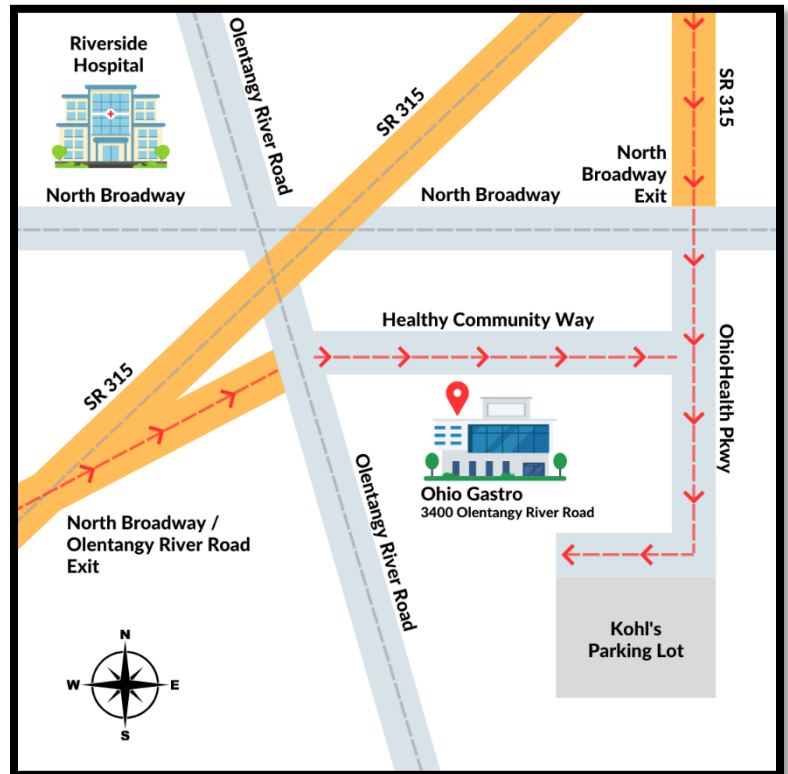 Riverside
Hospital
Olentangy River Road
SR 315
SR 315
North
Broadway
Exit
North Broadway
North Broadway
Healthy Community Way
SR 315
OhioHealth Pkwy
Ohio Gastro
3400 Olentangy River Road
Olentangy River Road
North Broadway /
Olentangy River Road
Exit
Kohl's
Parking Lot
N
W
E
S